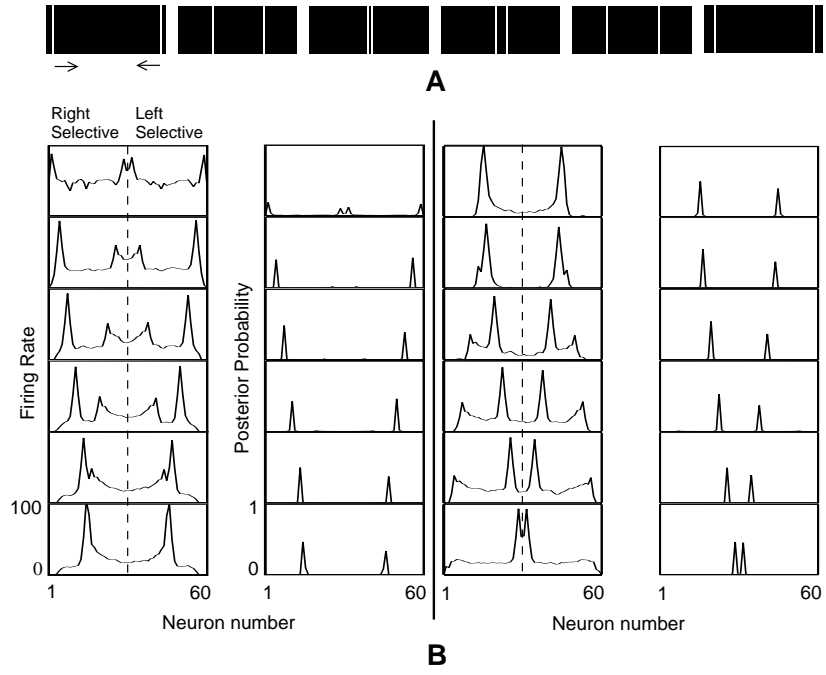 A
Right
Selective
Left
Selective
Firing Rate
100
0
1
60
Neuron number
Posterior Probability
1
0
1
60
1
60
Neuron number
1
60
B